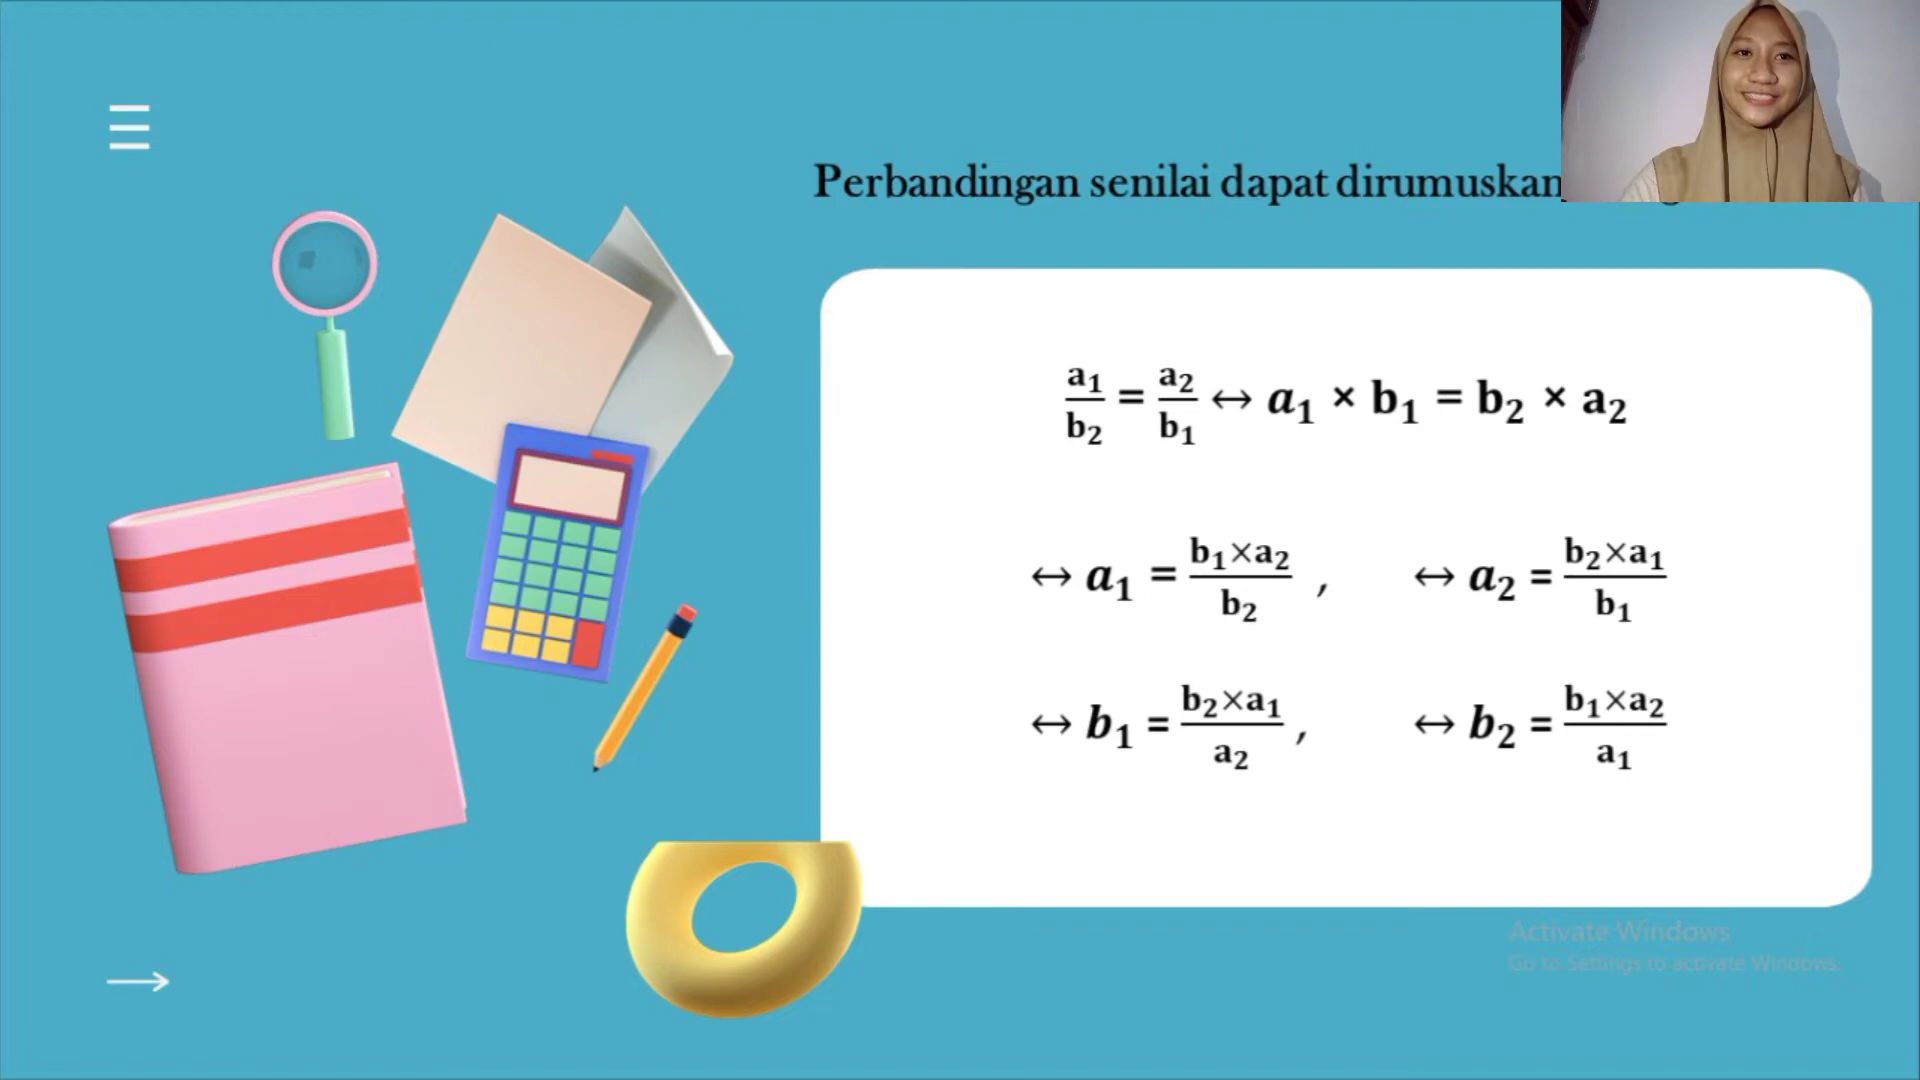 Perbandingan senilai dapat dirumuskan
a₁/b₂ = a₂/b₁ ↔ a₁ × b₁ = b₂ × a₂
↔ a₁ = b₁×a₂/b₂ , ↔ a₂ = b₂×a₁/b₁
↔ b₁ = b₂×a₁/a₂ , ↔ b₂ = b₁×a₂/a₁
Activate Windows
Go to Settings to activate Windows.